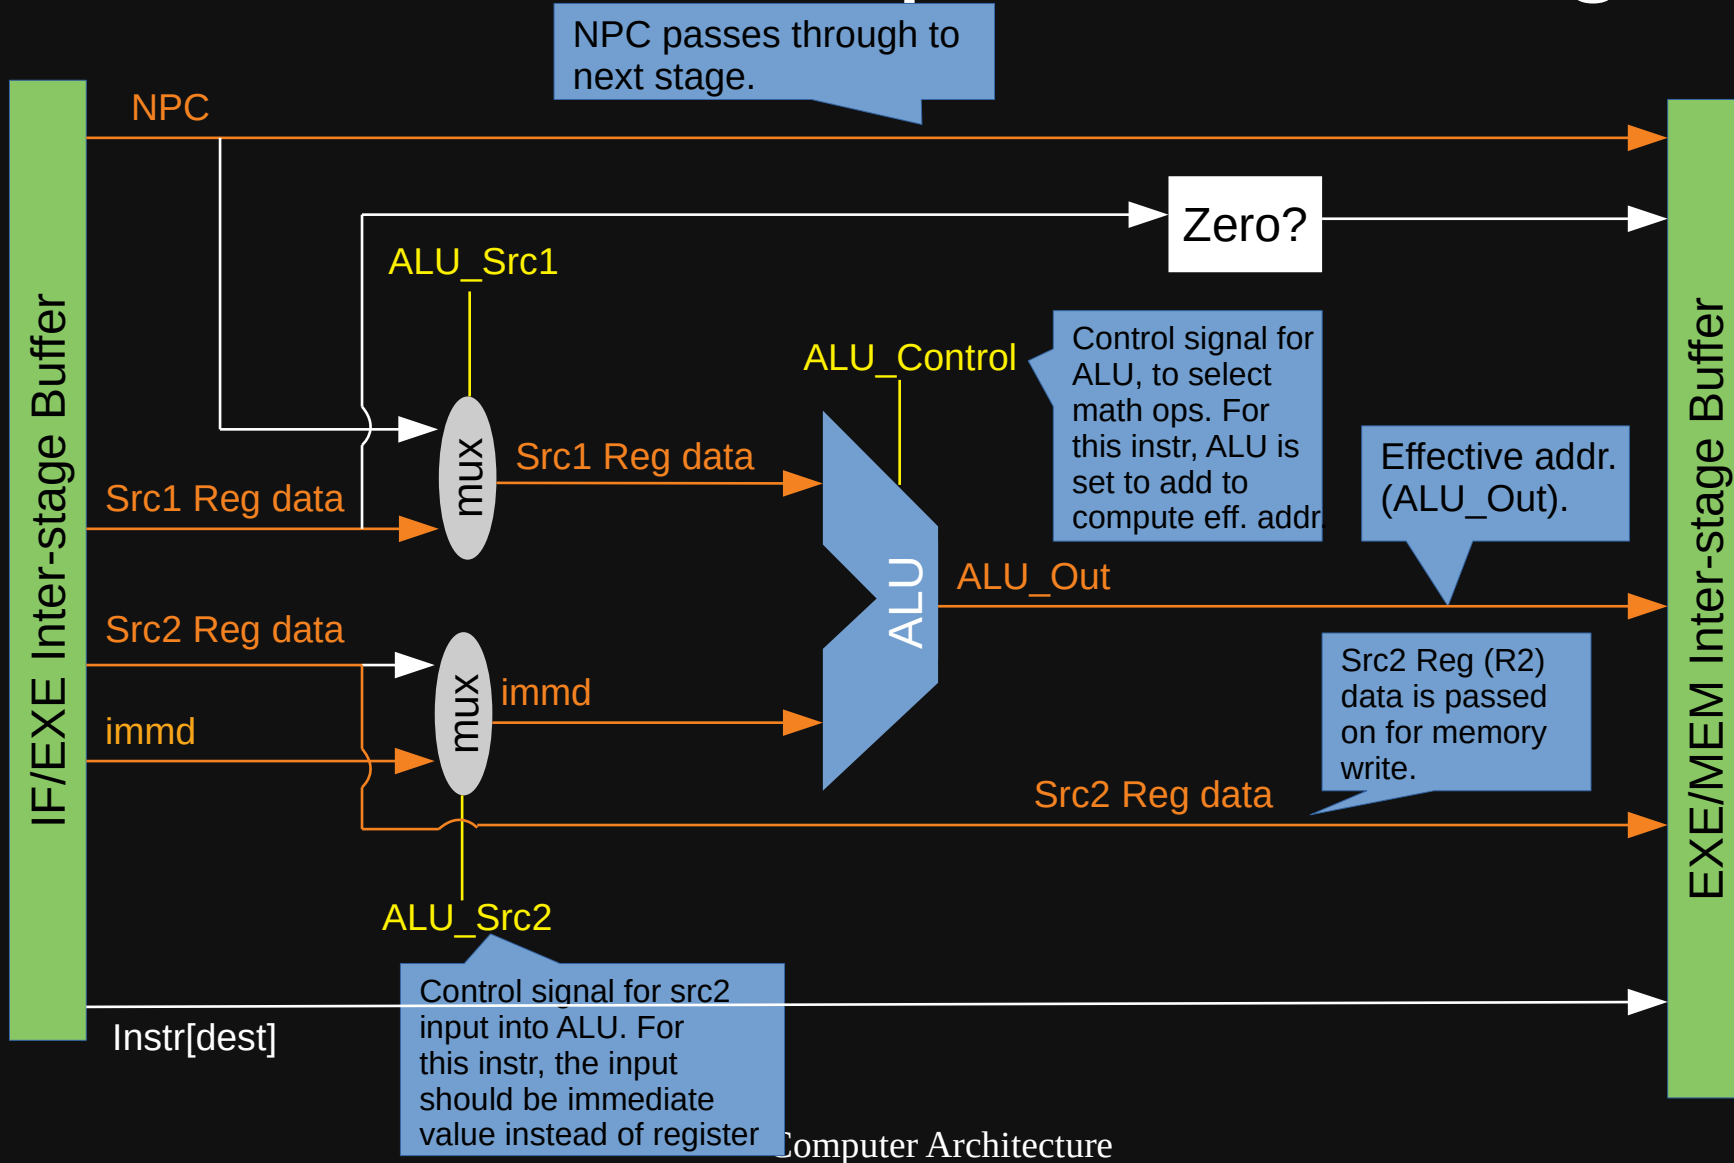 NPC passes through to
next stage.
NPC
Zero?
ALU_Src1
ALU_Control
Control signal for
ALU, to select
math ops. For
this instr, ALU is
set to add to
compute eff. addr.
Effective addr.
(ALU_Out).
IF/EXE Inter-stage Buffer
EXE/MEM Inter-stage Buffer
mux
Src1 Reg data
Src1 Reg data
ALU
ALU_Out
Src2 Reg data
mux
immd
immd
Src2 Reg (R2)
data is passed
on for memory
write.
Src2 Reg data
ALU_Src2
Control signal for src2
input into ALU. For
this instr, the input
should be immediate
value instead of register
Instr[dest]
Computer Architecture